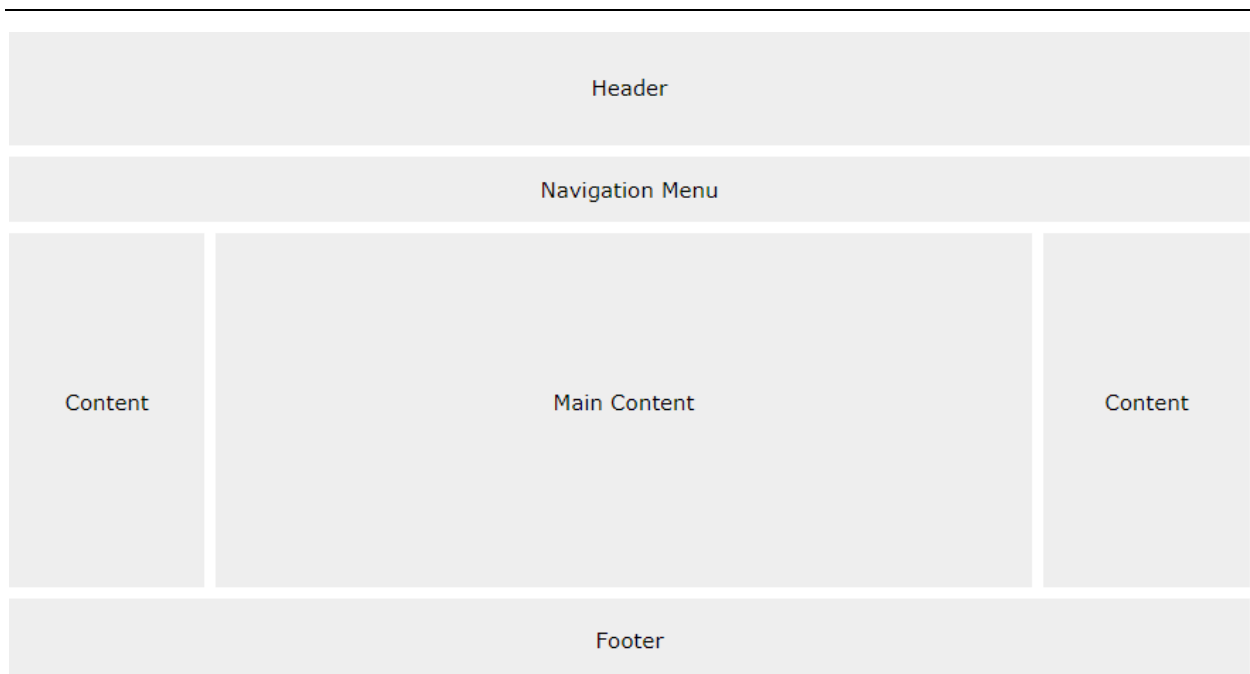 Header
Navigation Menu
Content
Main Content
Content
Footer